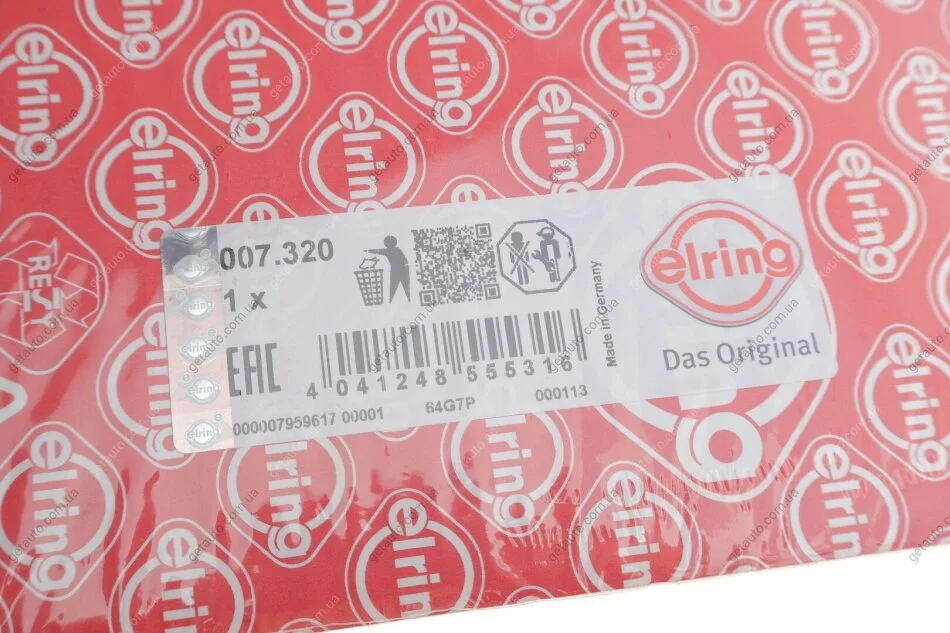 007.320
1 x
EAC
4 041248 555316
Made in Germany
000007959617 00001
64G7P
000113
elring
Das Original
RESY
elring
getauto.com.ua